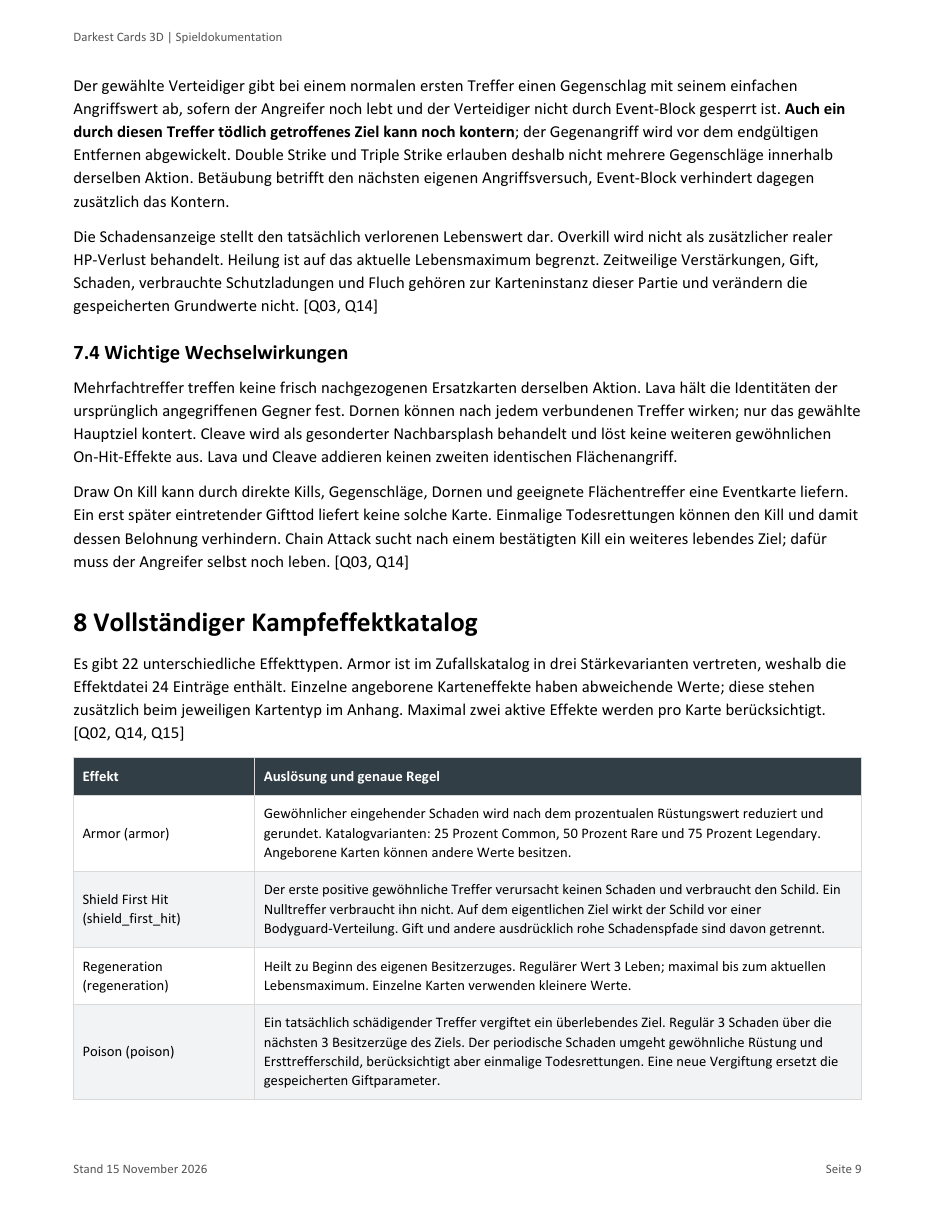 Darkest Cards 3D | Spieldokumentation
Der gewählte Verteidiger gibt bei einem normalen ersten Treffer einen Gegenschlag mit seinem einfachen
Angriffswert ab, sofern der Angreifer noch lebt und der Verteidiger nicht durch Event-Block gesperrt ist. Auch ein
durch diesen Treffer tödlich getroffenes Ziel kann noch kontern; der Gegenangriff wird vor dem endgültigen
Entfernen abgewickelt. Double Strike und Triple Strike erlauben deshalb nicht mehrere Gegenschläge innerhalb
derselben Aktion. Betäubung betrifft den nächsten eigenen Angriffsversuch, Event-Block verhindert dagegen
zusätzlich das Kontern.
Die Schadensanzeige stellt den tatsächlich verlorenen Lebenswert dar. Overkill wird nicht als zusätzlicher realer
HP-Verlust behandelt. Heilung ist auf das aktuelle Lebensmaximum begrenzt. Zeitweilige Verstärkungen, Gift,
Schaden, verbrauchte Schutzladungen und Fluch gehören zur Karteninstanz dieser Partie und verändern die
gespeicherten Grundwerte nicht. [Q03, Q14]
7.4 Wichtige Wechselwirkungen
Mehrfachtreffer treffen keine frisch nachgezogenen Ersatzkarten derselben Aktion. Lava hält die Identitäten der
ursprünglich angegriffenen Gegner fest. Dornen können nach jedem verbundenen Treffer wirken; nur das gewählte
Hauptziel kontert. Cleave wird als gesonderter Nachbarsplash behandelt und löst keine weiteren gewöhnlichen
On-Hit-Effekte aus. Lava und Cleave addieren keinen zweiten identischen Flächenangriff.
Draw On Kill kann durch direkte Kills, Gegenschläge, Dornen und geeignete Flächentreffer eine Eventkarte liefern.
Ein erst später eintretender Gifttod liefert keine solche Karte. Einmalige Todesrettungen können den Kill und damit
dessen Belohnung verhindern. Chain Attack sucht nach einem bestätigten Kill ein weiteres lebendes Ziel; dafür
muss der Angreifer selbst noch leben. [Q03, Q14]
8 Vollständiger Kampfeffektkatalog
Es gibt 22 unterschiedliche Effekttypen. Armor ist im Zufallskatalog in drei Stärkevarianten vertreten, weshalb die
Effektdatei 24 Einträge enthält. Einzelne angeborene Karteneffekte haben abweichende Werte; diese stehen
zusätzlich beim jeweiligen Kartentyp im Anhang. Maximal zwei aktive Effekte werden pro Karte berücksichtigt.
[Q02, Q14, Q15]
Effekt
Auslösung und genaue Regel
Armor (armor)
Gewöhnlicher eingehender Schaden wird nach dem prozentualen Rüstungswert reduziert und
gerundet. Katalogvarianten: 25 Prozent Common, 50 Prozent Rare und 75 Prozent Legendary.
Angeborene Karten können andere Werte besitzen.
Shield First Hit
(shield_first_hit)
Der erste positive gewöhnliche Treffer verursacht keinen Schaden und verbraucht den Schild. Ein
Nulltreffer verbraucht ihn nicht. Auf dem eigentlichen Ziel wirkt der Schild vor einer
Bodyguard-Verteilung. Gift und andere ausdrücklich rohe Schadenspfade sind davon getrennt.
Regeneration
(regeneration)
Heilt zu Beginn des eigenen Besitzerzuges. Regulärer Wert 3 Leben; maximal bis zum aktuellen
Lebensmaximum. Einzelne Karten verwenden kleinere Werte.
Poison (poison)
Ein tatsächlich schädigender Treffer vergiftet ein überlebendes Ziel. Regulär 3 Schaden über die
nächsten 3 Besitzerzüge des Ziels. Der periodische Schaden umgeht gewöhnliche Rüstung und
Ersttrefferschild, berücksichtigt aber einmalige Todesrettungen. Eine neue Vergiftung ersetzt die
gespeicherten Giftparameter.
Stand 15 November 2026
Seite 9